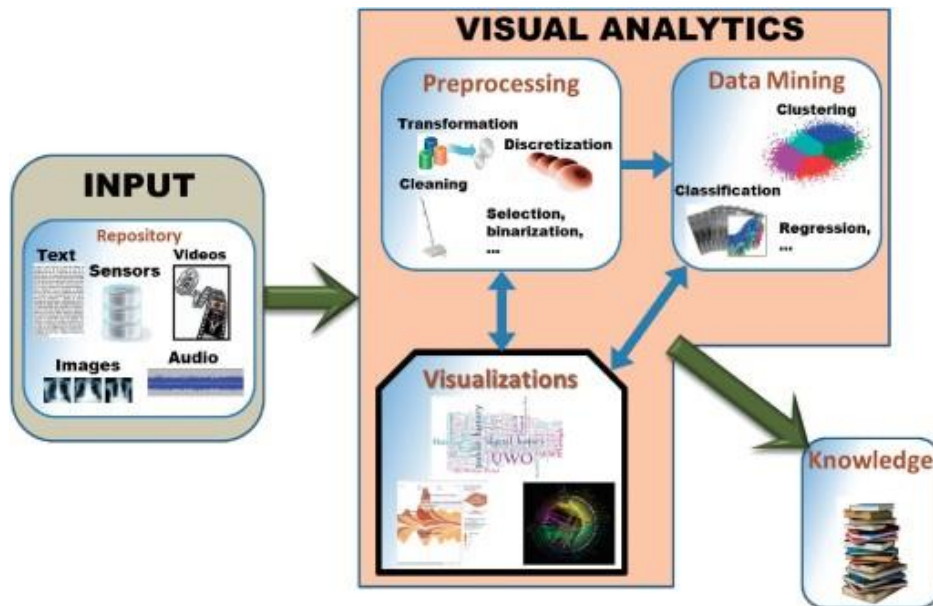 VISUAL ANALYTICS
Preprocessing
Transformation
Discretization
Cleaning
Selection,
binarization,
...
Data Mining
Clustering
Classification
Regression,
...
INPUT
Repository
Text
Sensors
Videos
Images
Audio
Visualizations
UWO
Knowledge